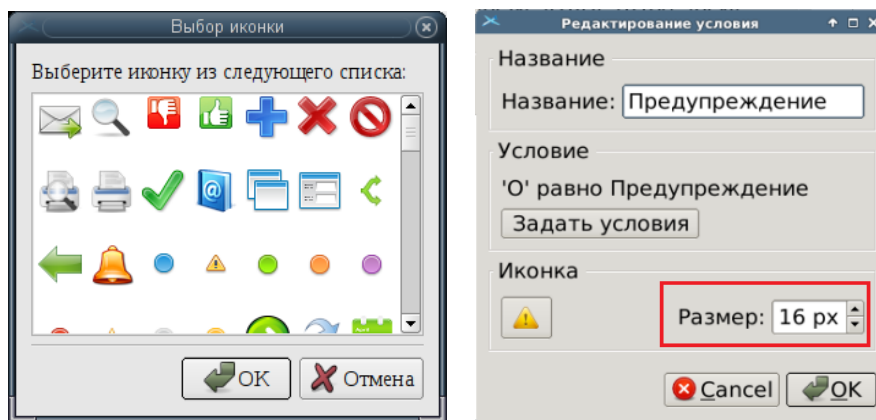 Выбор иконки
Выберите иконку из следующего списка:
OK
Отмена
Редактирование условия
Название
Название: Предупреждение
Условие
'О' равно Предупреждение
Задать условия
Иконка
Размер: 16 px
Cancel
OK